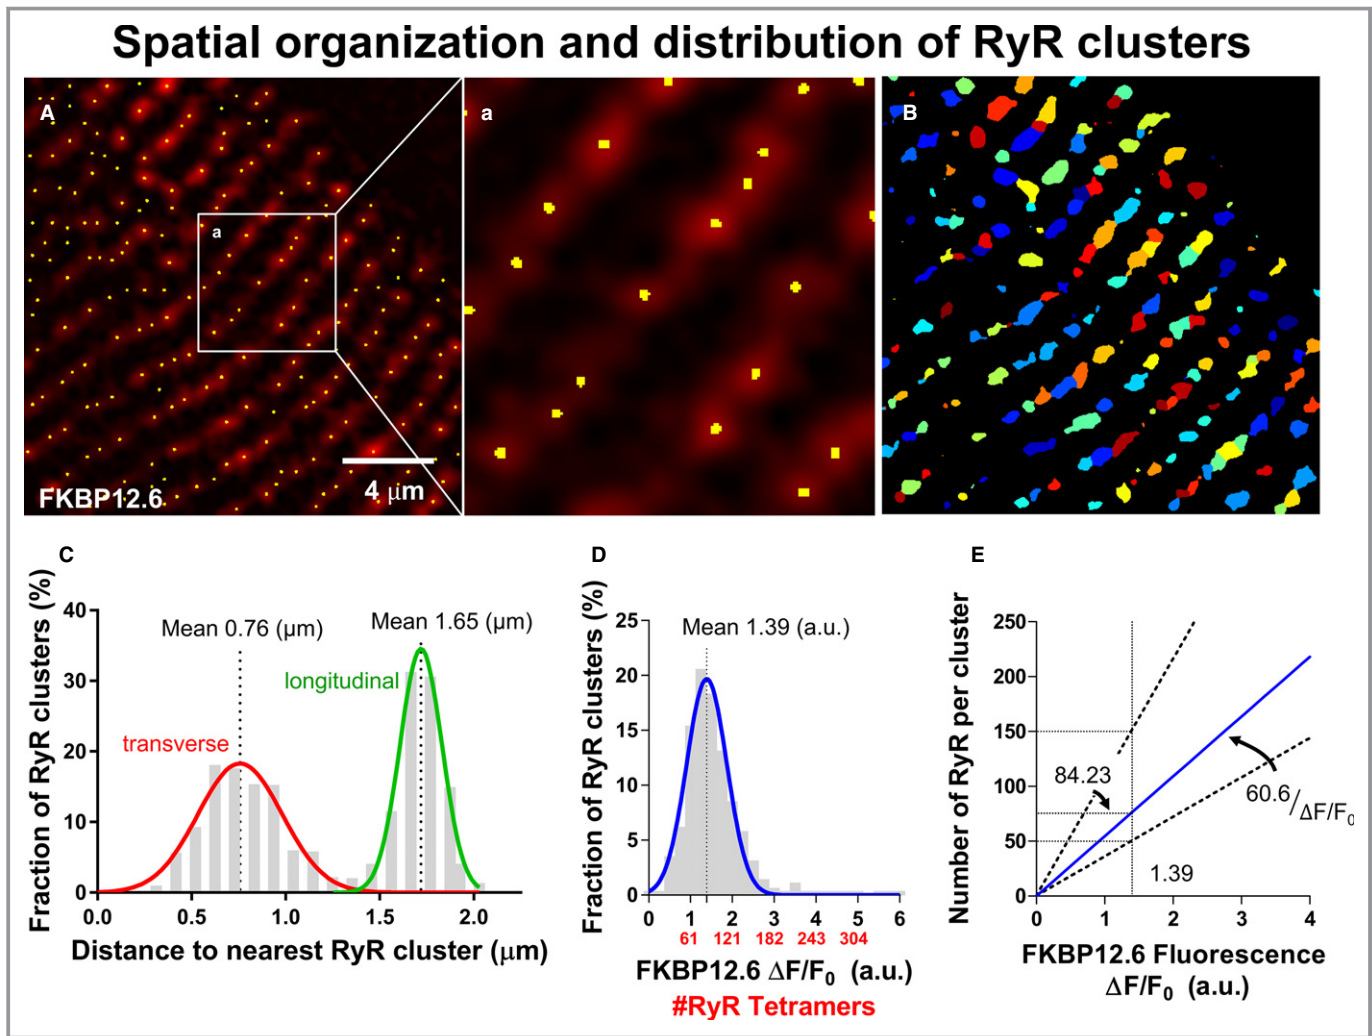 Spatial organization and distribution of RyR clusters
A
a
FKBP12.6
4 μm
a
B
C
Fraction of RyR clusters (%)
40
30
20
10
0
Mean 0.76 (μm)
Mean 1.65 (μm)
longitudinal
transverse
0.0 0.5 1.0 1.5 2.0
Distance to nearest RyR cluster (μm)
D
Fraction of RyR clusters (%)
25
20
15
10
5
0
Mean 1.39 (a.u.)
0 1 2 3 4 5 6
61 121 182 243 304
FKBP12.6 ΔF/F₀ (a.u.)
#RyR Tetramers
E
Number of RyR per cluster
250
200
150
100
50
0
84.23
60.6/ΔF/F₀
1.39
0 1 2 3 4
FKBP12.6 Fluorescence
ΔF/F₀ (a.u.)